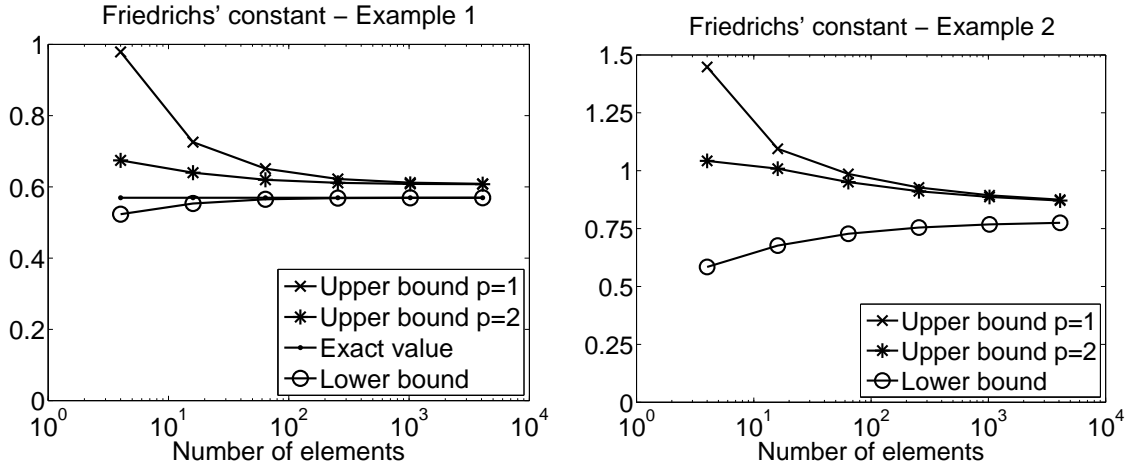 Friedrichs' constant – Example 1
1
0.8
0.6
0.4
0.2
0
10^0
10^1
10^2
10^3
10^4
Number of elements
Upper bound p=1
Upper bound p=2
Exact value
Lower bound
Friedrichs' constant – Example 2
1.5
1.25
1
0.75
0.5
0.25
0
10^0
10^1
10^2
10^3
10^4
Number of elements
Upper bound p=1
Upper bound p=2
Lower bound